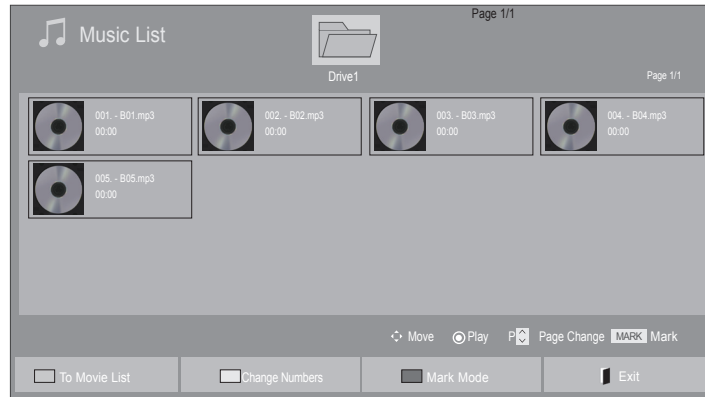 Page 1/1
Music List
Drive1
Page 1/1
001. - B01.mp3
00:00
002. - B02.mp3
00:00
003. - B03.mp3
00:00
004. - B04.mp3
00:00
005. - B05.mp3
00:00
Move Play P Page Change MARK Mark
To Movie List Change Numbers Mark Mode Exit